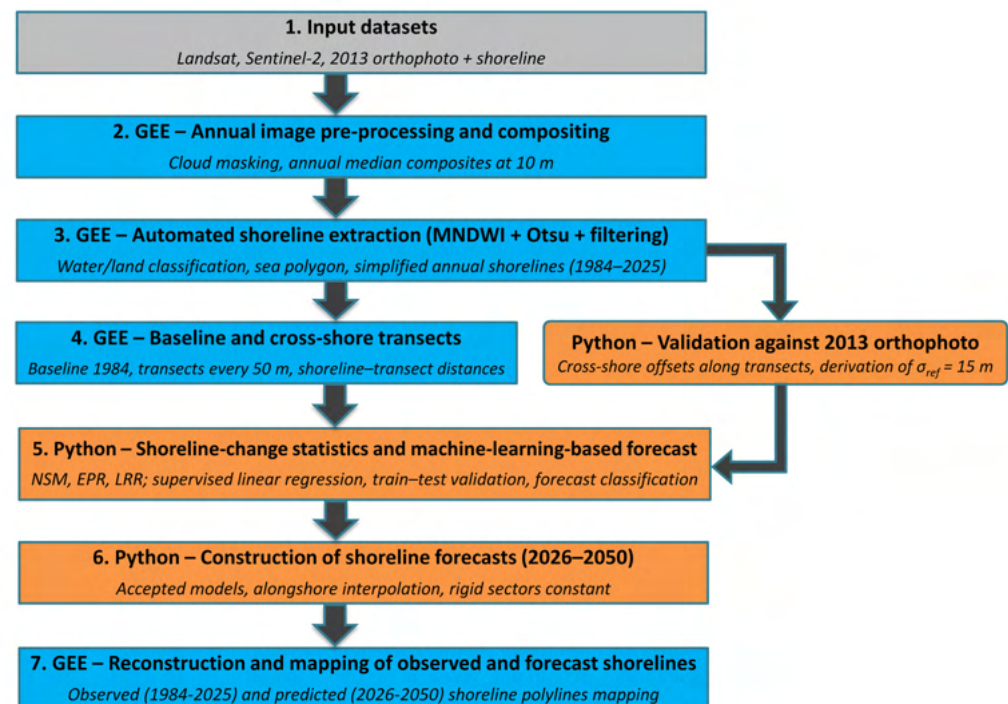 1. Input datasets
Landsat, Sentinel-2, 2013 orthophoto + shoreline
2. GEE – Annual image pre-processing and compositing
Cloud masking, annual median composites at 10 m
3. GEE – Automated shoreline extraction (MNDWI + Otsu + filtering)
Water/land classification, sea polygon, simplified annual shorelines (1984–2025)
4. GEE – Baseline and cross-shore transects
Baseline 1984, transects every 50 m, shoreline–transect distances
Python – Validation against 2013 orthophoto
Cross-shore offsets along transects, derivation of σref = 15 m
5. Python – Shoreline-change statistics and machine-learning-based forecast
NSM, EPR, LRR; supervised linear regression, train–test validation, forecast classification
6. Python – Construction of shoreline forecasts (2026–2050)
Accepted models, alongshore interpolation, rigid sectors constant
7. GEE – Reconstruction and mapping of observed and forecast shorelines
Observed (1984-2025) and predicted (2026-2050) shoreline polylines mapping